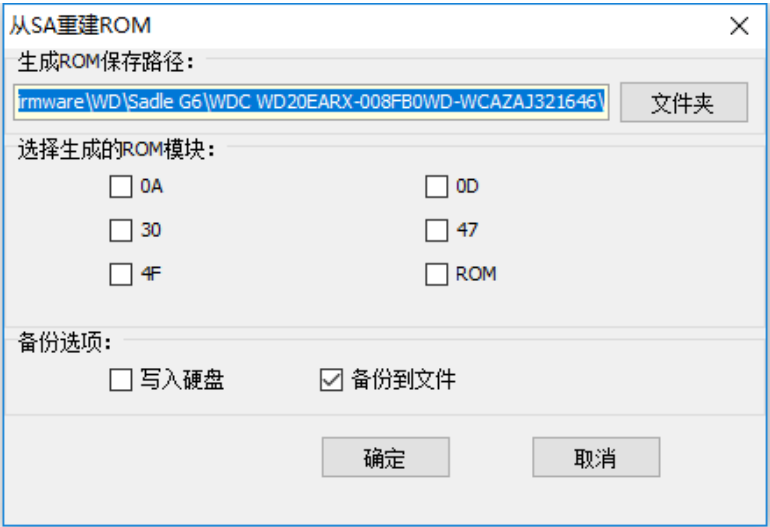 从SA重建ROM
生成ROM保存路径：
irmware\WD\Sadle G6\WDC WD20EARX-008FB0WD-WCAZAJ321646\
文件夹
选择生成的ROM模块：
0A
0D
30
47
4F
ROM
备份选项：
写入硬盘
备份到文件
确定
取消